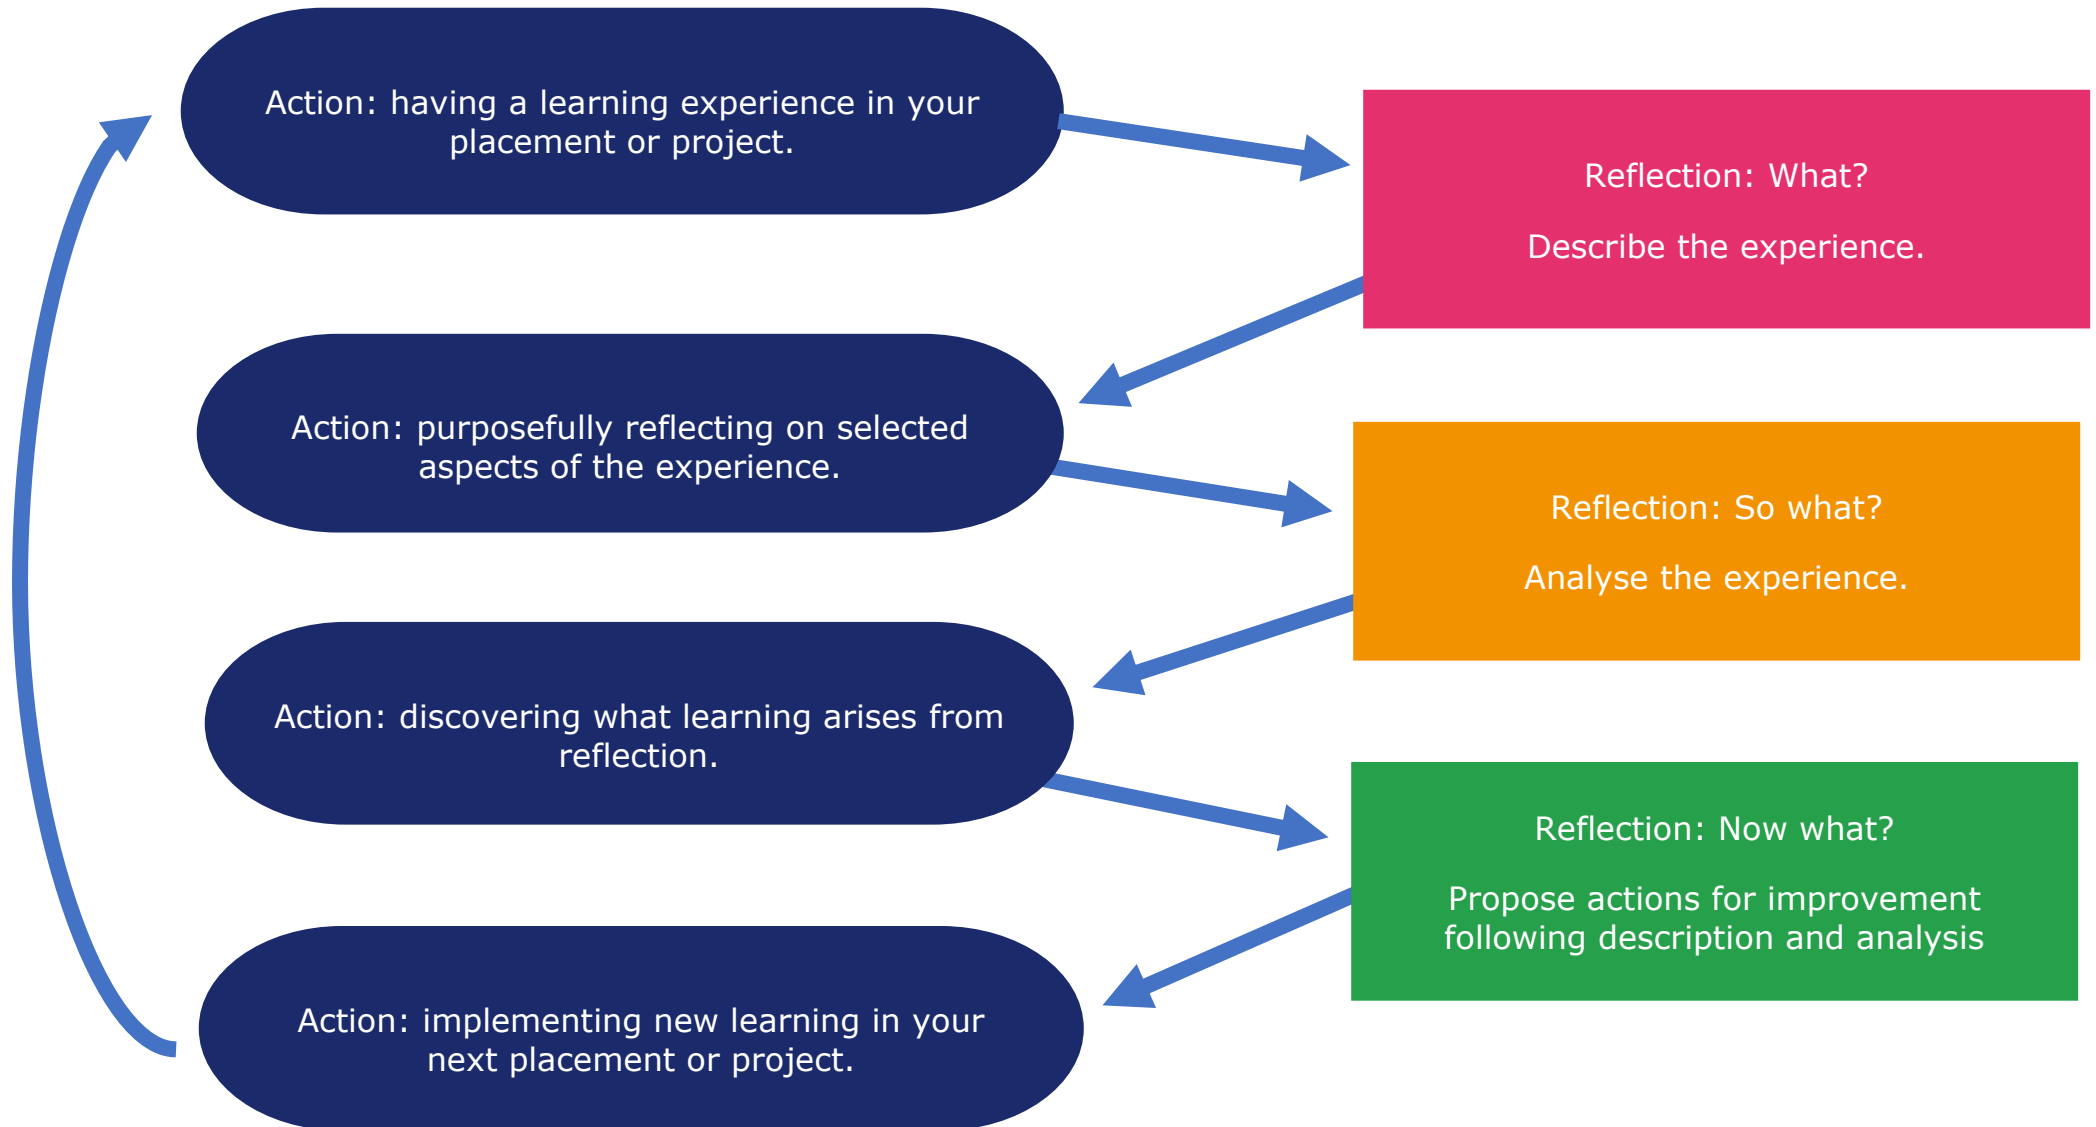 Action: having a learning experience in your
placement or project.
Reflection: What?
Describe the experience.
Action: purposefully reflecting on selected
aspects of the experience.
Reflection: So what?
Analyse the experience.
Action: discovering what learning arises from
reflection.
Reflection: Now what?
Propose actions for improvement
following description and analysis
Action: implementing new learning in your
next placement or project.